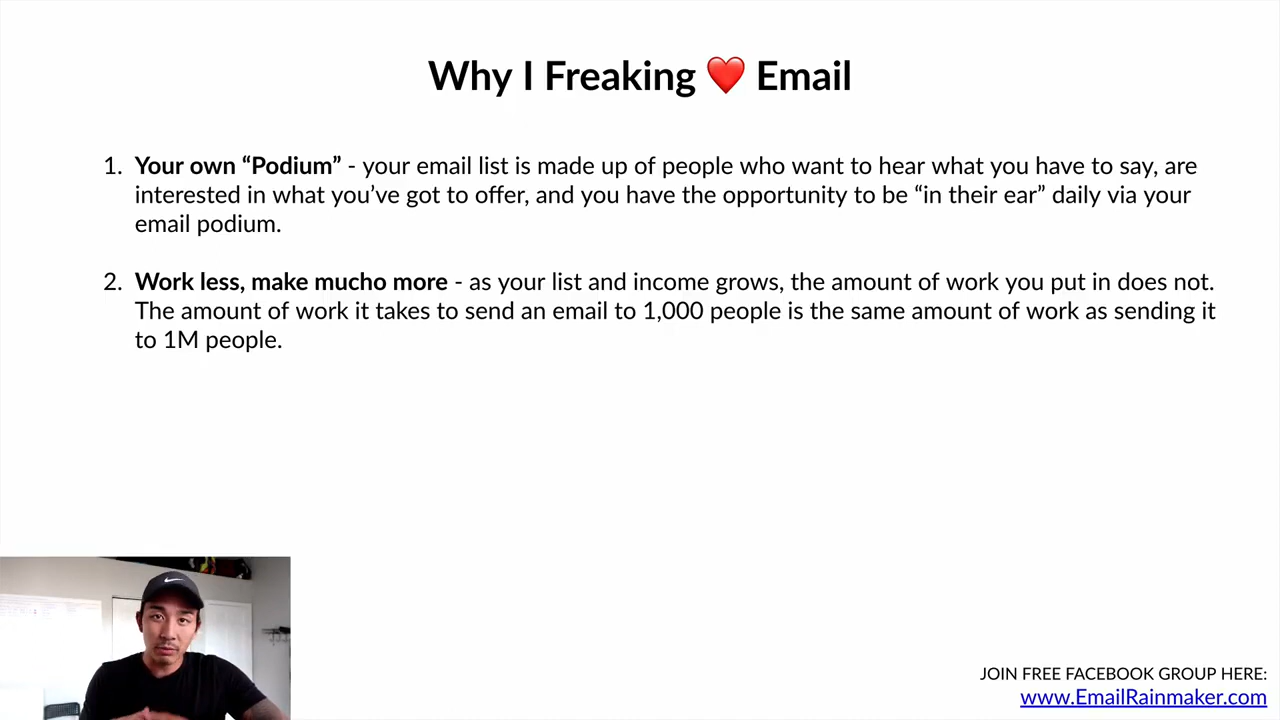 Why I Freaking ❤️ Email
1. Your own “Podium” - your email list is made up of people who want to hear what you have to say, are
interested in what you’ve got to offer, and you have the opportunity to be “in their ear” daily via your
email podium.
2. Work less, make mucho more - as your list and income grows, the amount of work you put in does not.
The amount of work it takes to send an email to 1,000 people is the same amount of work as sending it
to 1M people.
JOIN FREE FACEBOOK GROUP HERE:
www.EmailRainmaker.com